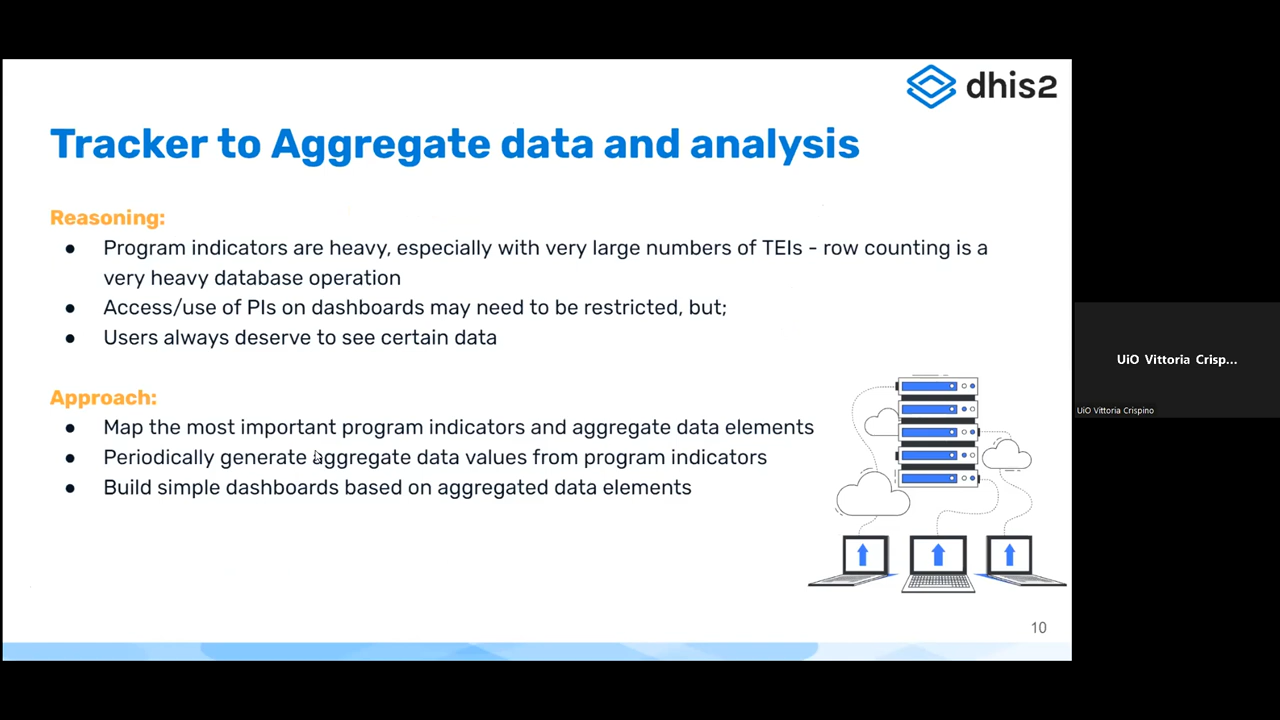 dhis2
Tracker to Aggregate data and analysis
Reasoning:
● Program indicators are heavy, especially with very large numbers of TEIs - row counting is a
very heavy database operation
● Access/use of PIs on dashboards may need to be restricted, but;
● Users always deserve to see certain data
Approach:
● Map the most important program indicators and aggregate data elements
● Periodically generate aggregate data values from program indicators
● Build simple dashboards based on aggregated data elements
10
UiO Vittoria Crisp...
UiO Vittoria Crispino